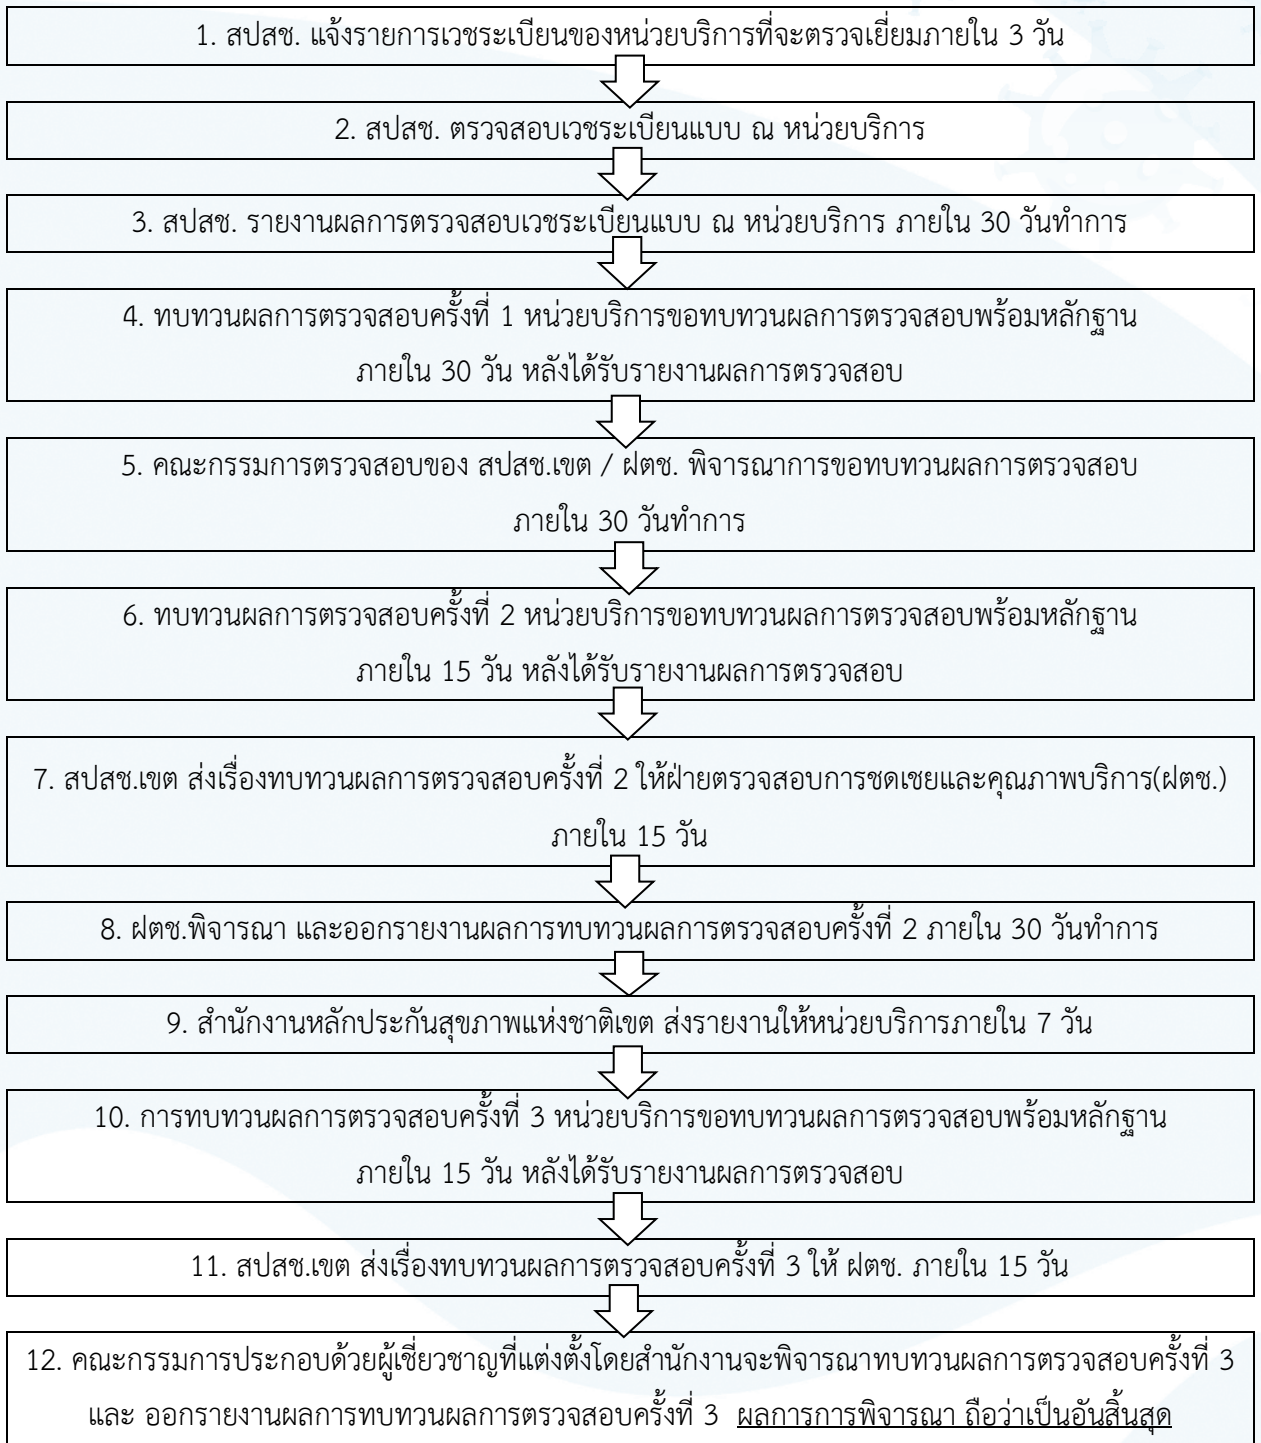 1. สปสช. แจ้งรายการเวชระเบียนของหน่วยบริการที่จะตรวจเยี่ยมภายใน 3 วัน
2. สปสช. ตรวจสอบเวชระเบียนแบบ ณ หน่วยบริการ
3. สปสช. รายงานผลการตรวจสอบเวชระเบียนแบบ ณ หน่วยบริการ ภายใน 30 วันทำการ
4. ทบทวนผลการตรวจสอบครั้งที่ 1 หน่วยบริการขอทบทวนผลการตรวจสอบพร้อมหลักฐาน
ภายใน 30 วัน หลังได้รับรายงานผลการตรวจสอบ
5. คณะกรรมการตรวจสอบของ สปสช.เขต / ฝตช. พิจารณาการขอทบทวนผลการตรวจสอบ
ภายใน 30 วันทำการ
6. ทบทวนผลการตรวจสอบครั้งที่ 2 หน่วยบริการขอทบทวนผลการตรวจสอบพร้อมหลักฐาน
ภายใน 15 วัน หลังได้รับรายงานผลการตรวจสอบ
7. สปสช.เขต ส่งเรื่องทบทวนผลการตรวจสอบครั้งที่ 2 ให้ฝ่ายตรวจสอบการชดเชยและคุณภาพบริการ(ฝตช.)
ภายใน 15 วัน
8. ฝตช.พิจารณา และออกรายงานผลการทบทวนผลการตรวจสอบครั้งที่ 2 ภายใน 30 วันทำการ
9. สำนักงานหลักประกันสุขภาพแห่งชาติเขต ส่งรายงานให้หน่วยบริการภายใน 7 วัน
10. การทบทวนผลการตรวจสอบครั้งที่ 3 หน่วยบริการขอทบทวนผลการตรวจสอบพร้อมหลักฐาน
ภายใน 15 วัน หลังได้รับรายงานผลการตรวจสอบ
11. สปสช.เขต ส่งเรื่องทบทวนผลการตรวจสอบครั้งที่ 3 ให้ ฝตช. ภายใน 15 วัน
12. คณะกรรมการประกอบด้วยผู้เชี่ยวชาญที่แต่งตั้งโดยสำนักงานจะพิจารณาทบทวนผลการตรวจสอบครั้งที่ 3
และ ออกรายงานผลการทบทวนผลการตรวจสอบครั้งที่ 3 ผลการการพิจารณา ถือว่าเป็นอันสิ้นสุด